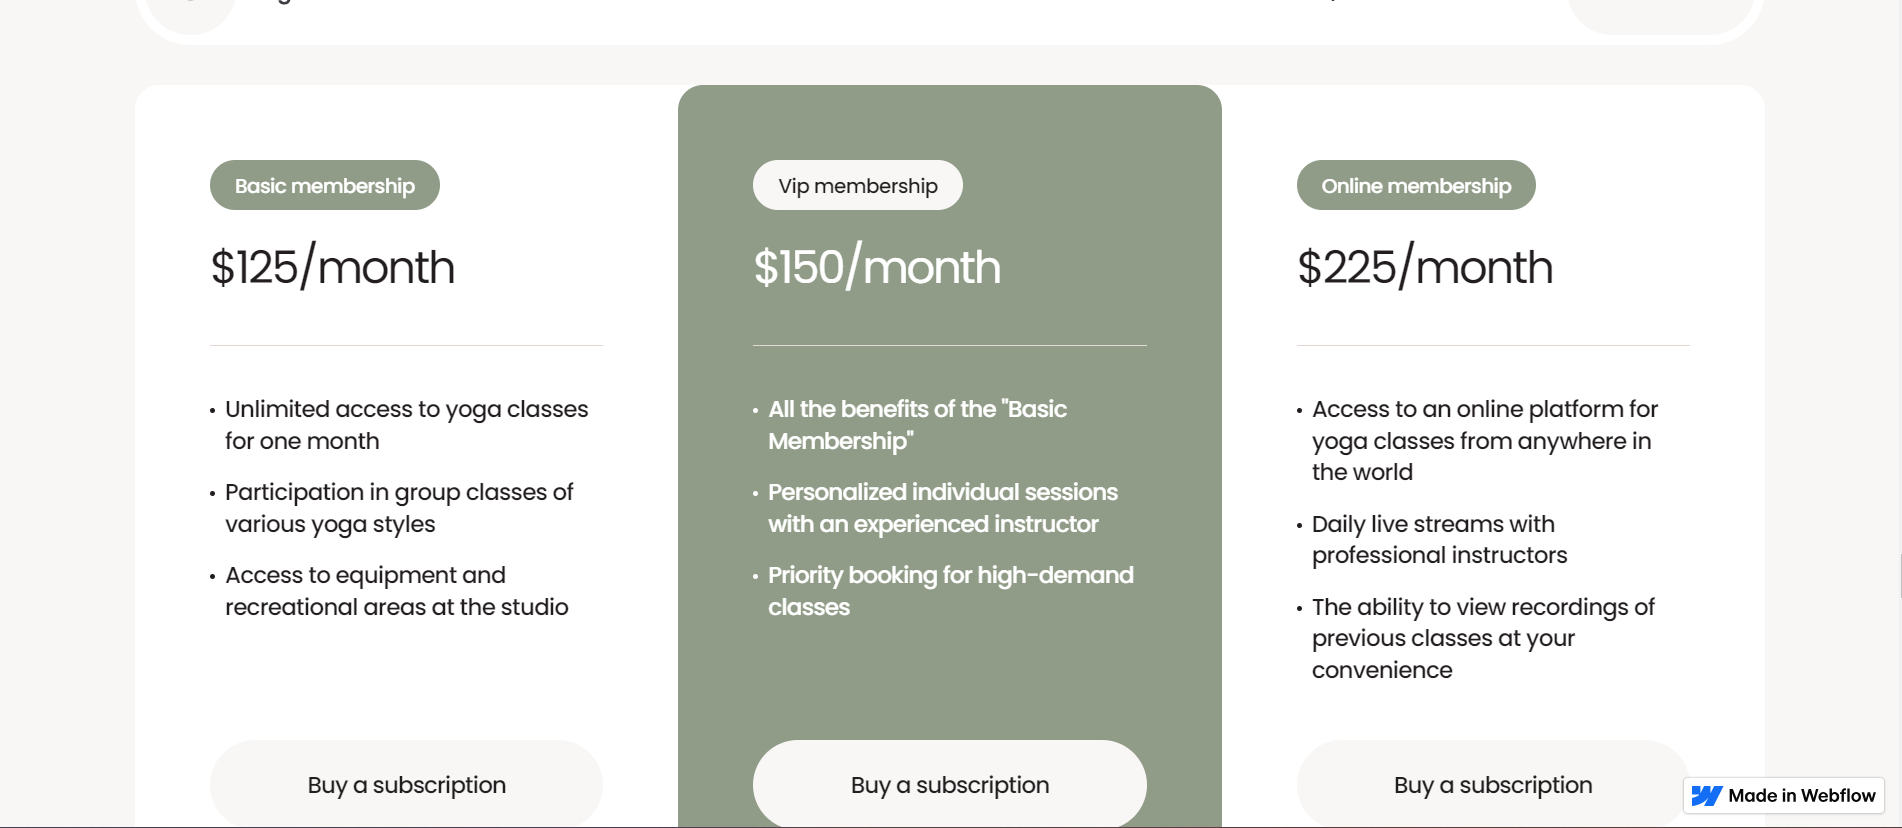 Basic membership
$125/month
Unlimited access to yoga classes
for one month
Participation in group classes of
various yoga styles
Access to equipment and
recreational areas at the studio
Buy a subscription
Vip membership
$150/month
All the benefits of the "Basic
Membership"
Personalized individual sessions
with an experienced instructor
Priority booking for high-demand
classes
Buy a subscription
Online membership
$225/month
Access to an online platform for
yoga classes from anywhere in
the world
Daily live streams with
professional instructors
The ability to view recordings of
previous classes at your
convenience
Buy a subscription
Made in Webflow